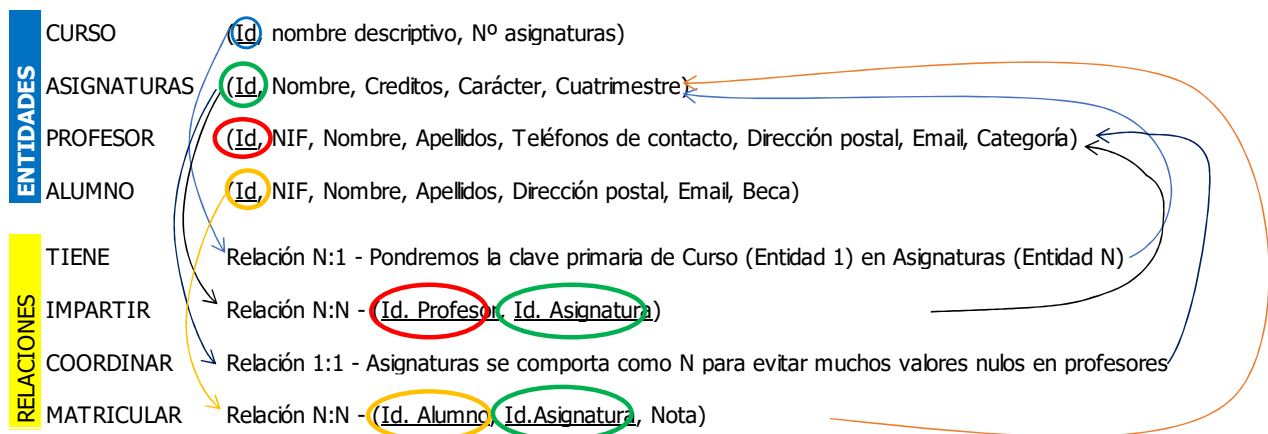 ENTIDADES
CURSO (Id, nombre descriptivo, Nº asignaturas)
ASIGNATURAS (Id, Nombre, Creditos, Carácter, Cuatrimestre)
PROFESOR (Id, NIF, Nombre, Apellidos, Teléfonos de contacto, Dirección postal, Email, Categoría)
ALUMNO (Id, NIF, Nombre, Apellidos, Dirección postal, Email, Beca)
RELACIONES
TIENE Relación N:1 - Pondremos la clave primaria de Curso (Entidad 1) en Asignaturas (Entidad N)
IMPARTIR Relación N:N - (Id. Profesor, Id. Asignatura)
COORDINAR Relación 1:1 - Asignaturas se comporta como N para evitar muchos valores nulos en profesores
MATRICULAR Relación N:N - (Id. Alumno, Id.Asignatura, Nota)